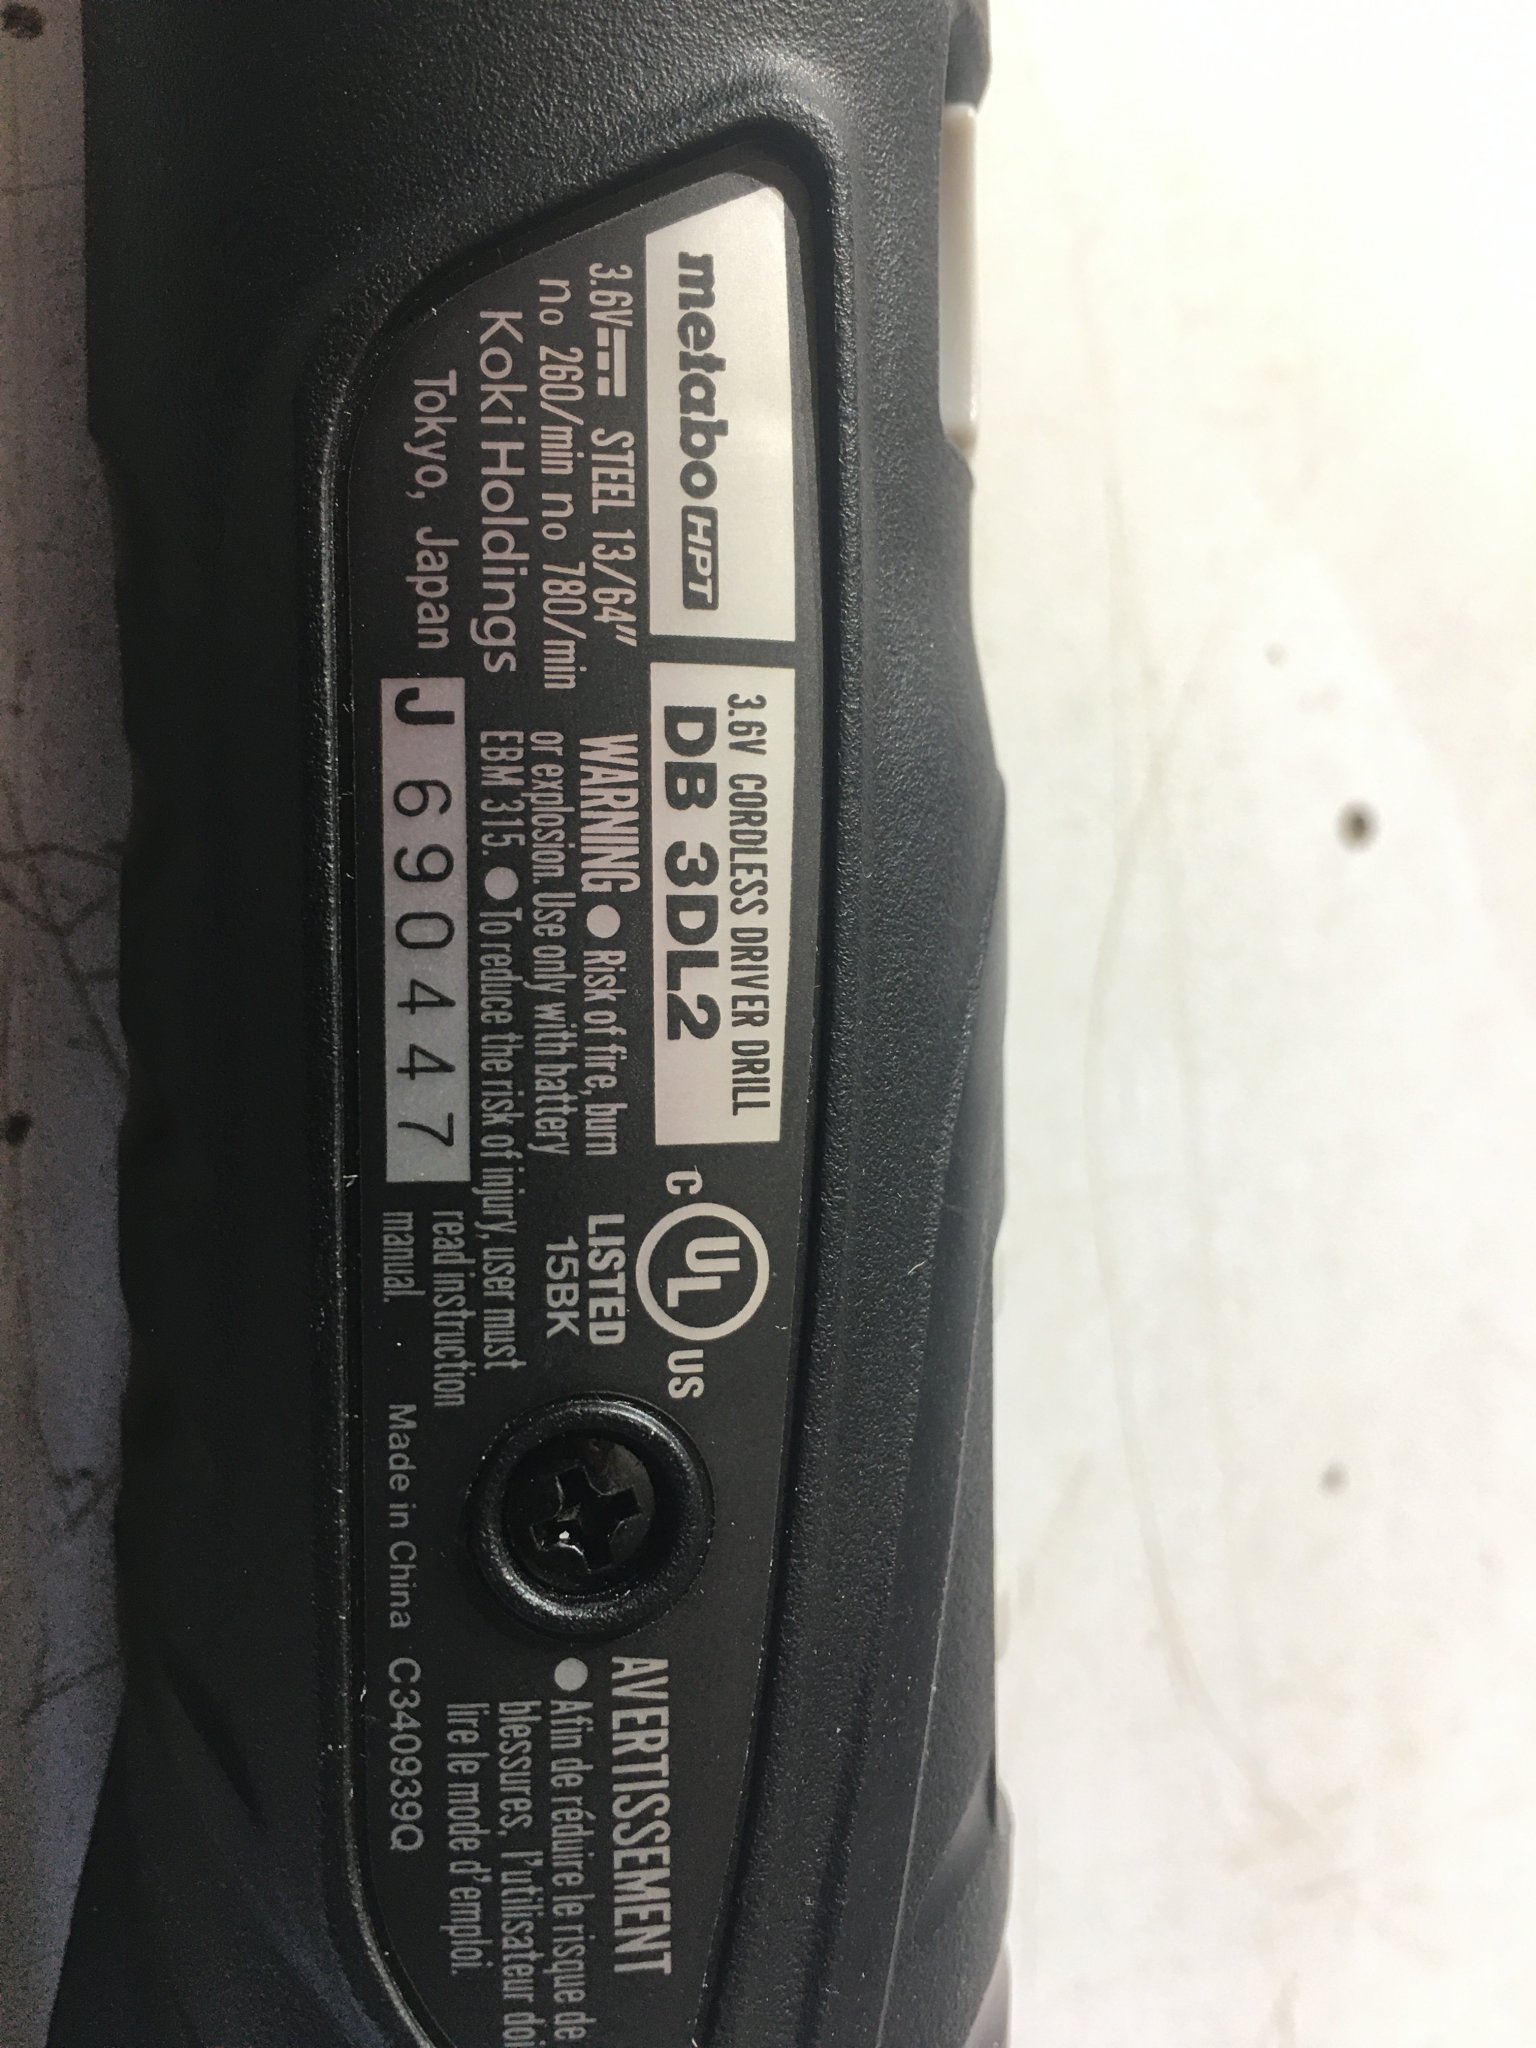 metabo HPT
3.6V CORDLESS DRIVER DRILL
DB 3DL2
3.6V STEEL 13/64"
no 260/min no 780/min
Koki Holdings
Tokyo, Japan
J690447
WARNING ● Risk of fire, burn
or explosion. Use only with battery
EBM 315. ● To reduce the risk of injury, user must
read instruction
manual.
C UL US
LISTED
15BK
Made in China C340939Q
AVERTISSEMENT
● Afin de réduire le risque de
blessures, l'utilisateur doi
lire le mode d'emploi.